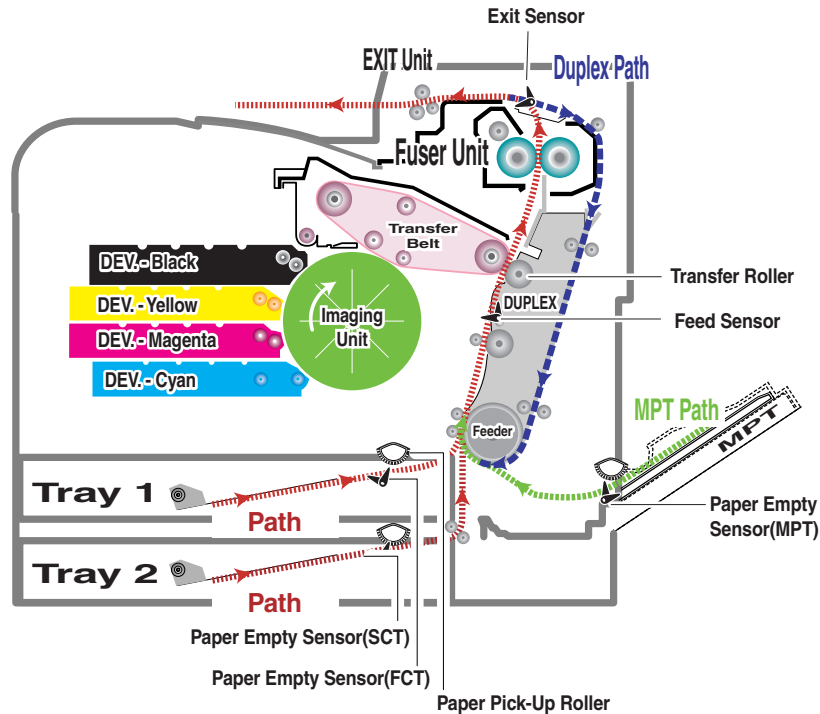 Exit Sensor
EXIT Unit
Duplex Path
Fuser Unit
Transfer
Belt
DEV. - Black
DEV. - Yellow
DEV. - Magenta
DEV. - Cyan
Imaging
Unit
Transfer Roller
DUPLEX
Feed Sensor
MPT Path
MPT
Feeder
Tray 1
Path
Paper Empty
Sensor(MPT)
Tray 2
Path
Paper Empty Sensor(SCT)
Paper Empty Sensor(FCT)
Paper Pick-Up Roller